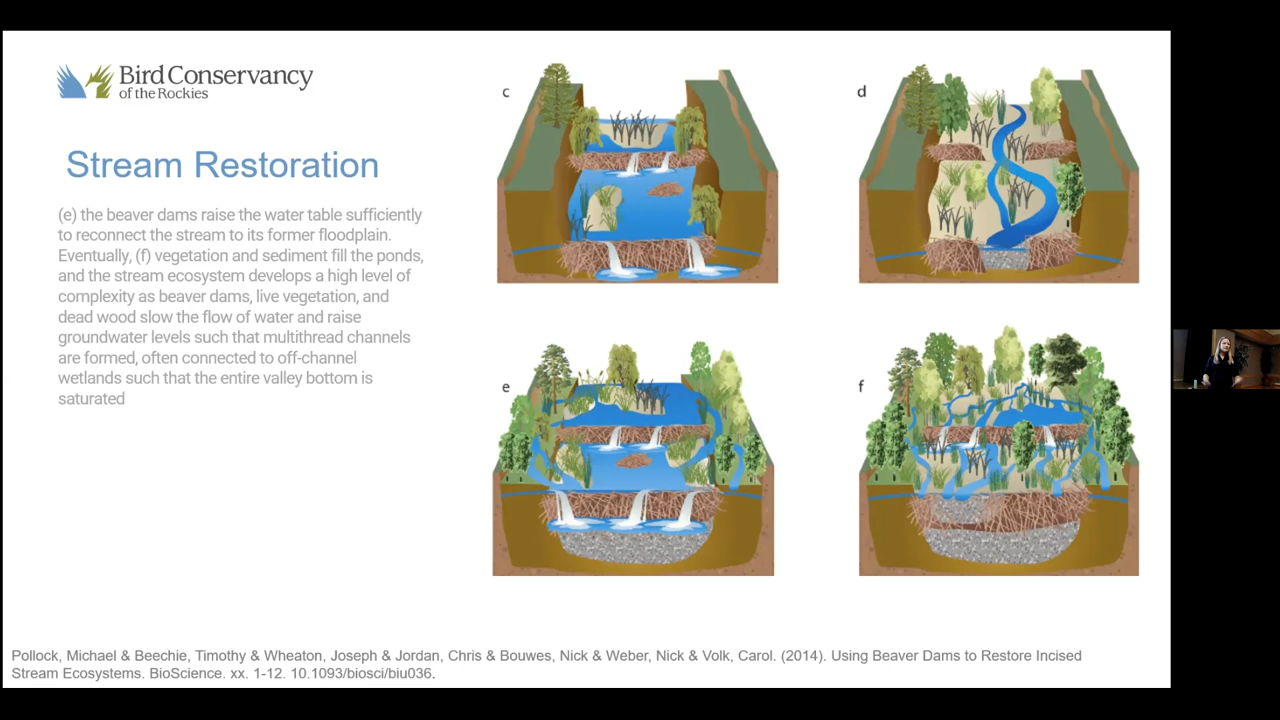 Bird Conservancy
of the Rockies
Stream Restoration
(e) the beaver dams raise the water table sufficiently
to reconnect the stream to its former floodplain.
Eventually, (f) vegetation and sediment fill the ponds,
and the stream ecosystem develops a high level of
complexity as beaver dams, live vegetation, and
dead wood slow the flow of water and raise
groundwater levels such that multithread channels
are formed, often connected to off-channel
wetlands such that the entire valley bottom is
saturated
c
d
e
f
Pollock, Michael & Beechie, Timothy & Wheaton, Joseph & Jordan, Chris & Bouwes, Nick & Weber, Nick & Volk, Carol. (2014). Using Beaver Dams to Restore Incised
Stream Ecosystems. BioScience. xx. 1-12. 10.1093/biosci/biu036.